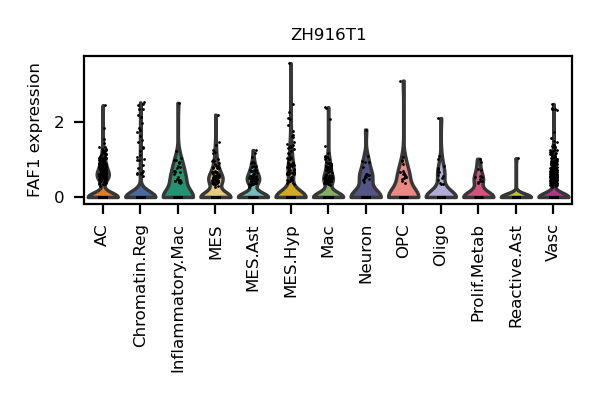 ZH916T1
FAF1 expression
2
0
AC
Chromatin.Reg
Inflammatory.Mac
MES
MES.Ast
MES.Hyp
Mac
Neuron
OPC
Oligo
Prolif.Metab
Reactive.Ast
Vasc